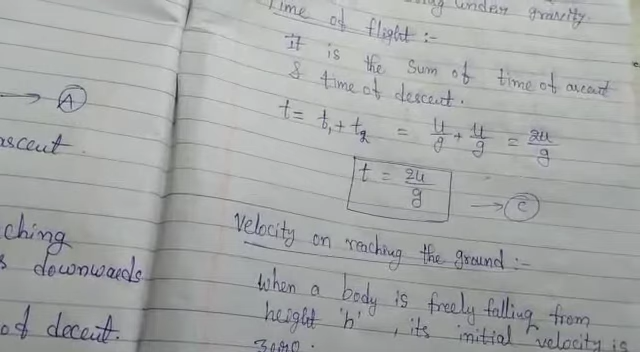 → A
ascent.
ching
s downwards
of decent.
under gravity.
Time of flight :-
It is the sum of time of ascent
& time of descent.
t = t₁ + t₂ = u/g + u/g = 2u/g
t = 2u/g → C
Velocity on reaching the ground :-
when a body is freely falling from
height 'h', its initial velocity is
zero.